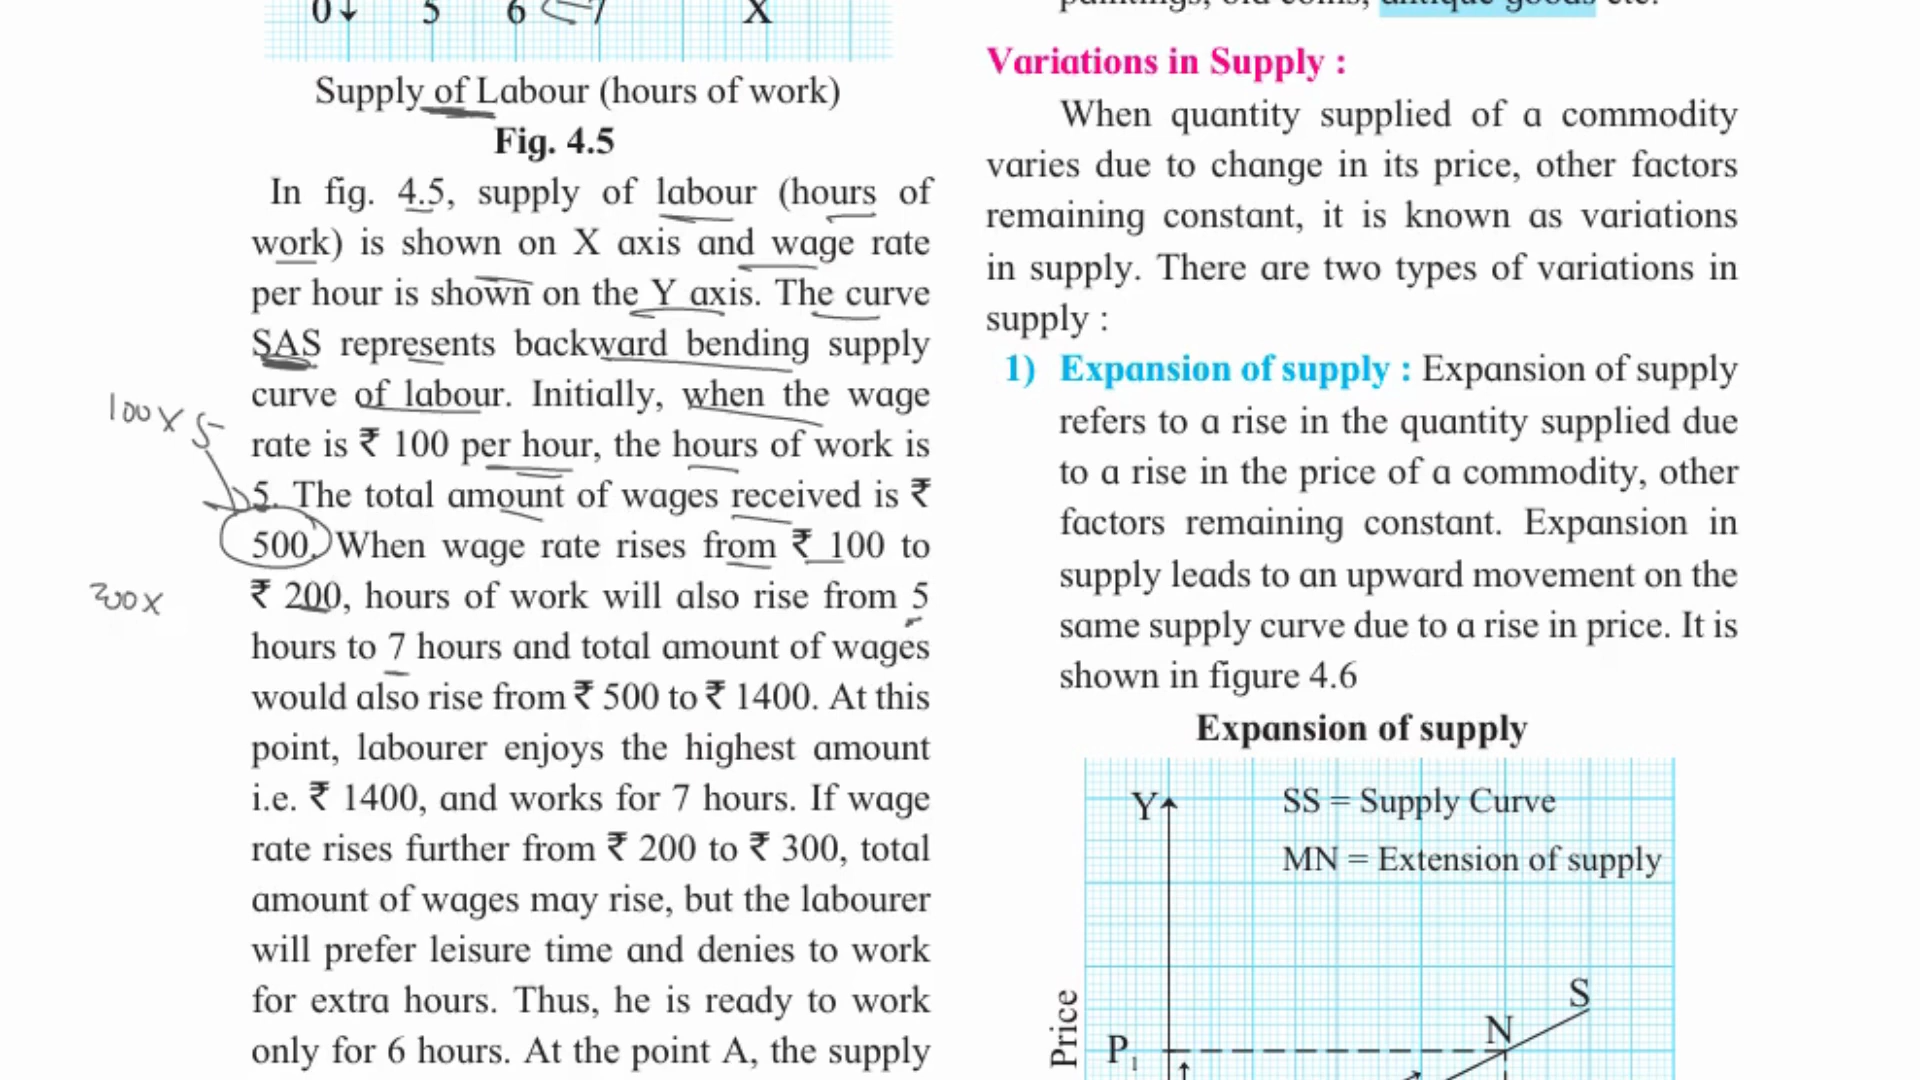 0 5 6 7 X
Supply of Labour (hours of work)
Fig. 4.5
In fig. 4.5, supply of labour (hours of
work) is shown on X axis and wage rate
per hour is shown on the Y axis. The curve
SAS represents backward bending supply
curve of labour. Initially, when the wage
rate is ₹ 100 per hour, the hours of work is
5. The total amount of wages received is ₹
500. When wage rate rises from ₹ 100 to
₹ 200, hours of work will also rise from 5
hours to 7 hours and total amount of wages
would also rise from ₹ 500 to ₹ 1400. At this
point, labourer enjoys the highest amount
i.e. ₹ 1400, and works for 7 hours. If wage
rate rises further from ₹ 200 to ₹ 300, total
amount of wages may rise, but the labourer
will prefer leisure time and denies to work
for extra hours. Thus, he is ready to work
only for 6 hours. At the point A, the supply
100 x 5
200 x
paintings, old coins, antique goods etc.
Variations in Supply :
When quantity supplied of a commodity
varies due to change in its price, other factors
remaining constant, it is known as variations
in supply. There are two types of variations in
supply :
1) Expansion of supply : Expansion of supply
refers to a rise in the quantity supplied due
to a rise in the price of a commodity, other
factors remaining constant. Expansion in
supply leads to an upward movement on the
same supply curve due to a rise in price. It is
shown in figure 4.6
Expansion of supply
Y
SS = Supply Curve
MN = Extension of supply
S
N
Price
P1